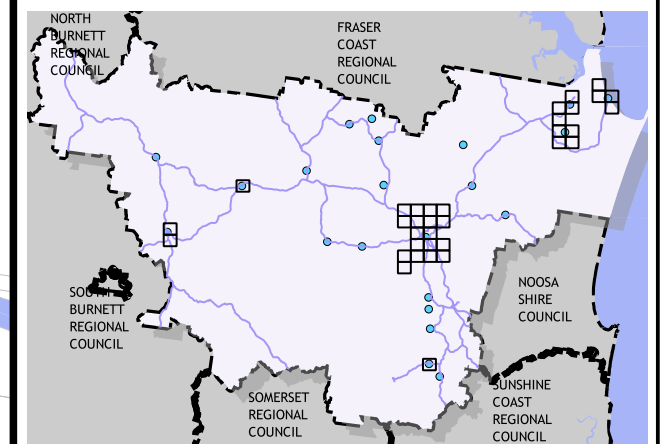 NORTH
BURNETT
REGIONAL
COUNCIL
FRASER
COAST
REGIONAL
COUNCIL
SOUTH
BURNETT
REGIONAL
COUNCIL
NOOSA
SHIRE
COUNCIL
SOMERSET
REGIONAL
COUNCIL
SUNSHINE
COAST
REGIONAL
COUNCIL